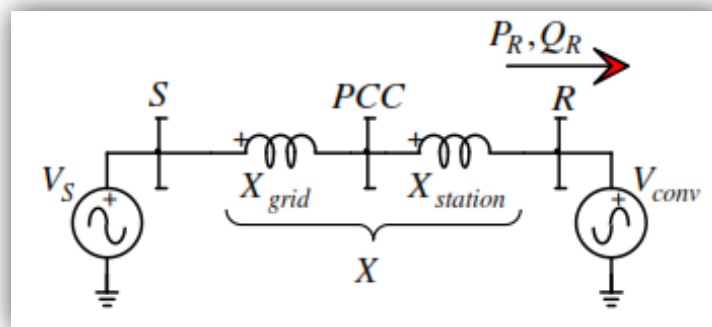 P_R, Q_R
S PCC R
+ +
V_S + X_grid X_station + V_conv
X